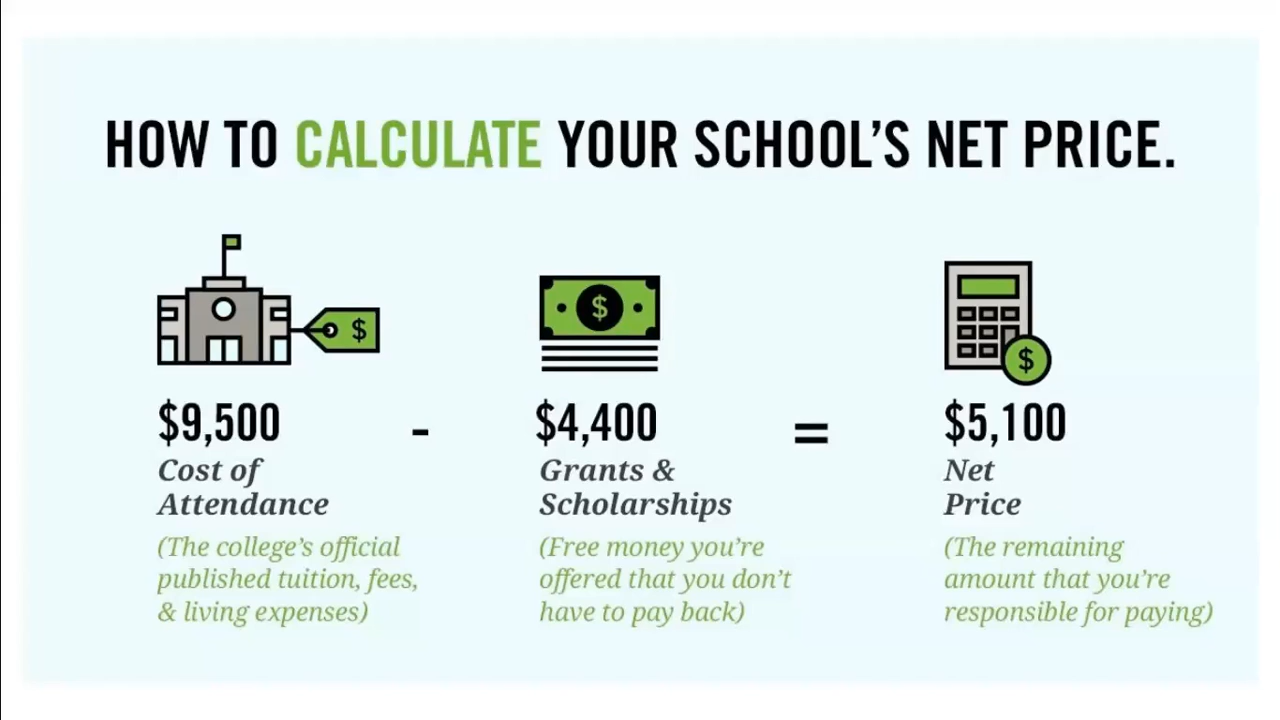 HOW TO CALCULATE YOUR SCHOOL'S NET PRICE.
$
$
$
$9,500 - $4,400 = $5,100
Cost of
Attendance
(The college's official
published tuition, fees,
& living expenses)
Grants &
Scholarships
(Free money you're
offered that you don't
have to pay back)
Net
Price
(The remaining
amount that you're
responsible for paying)